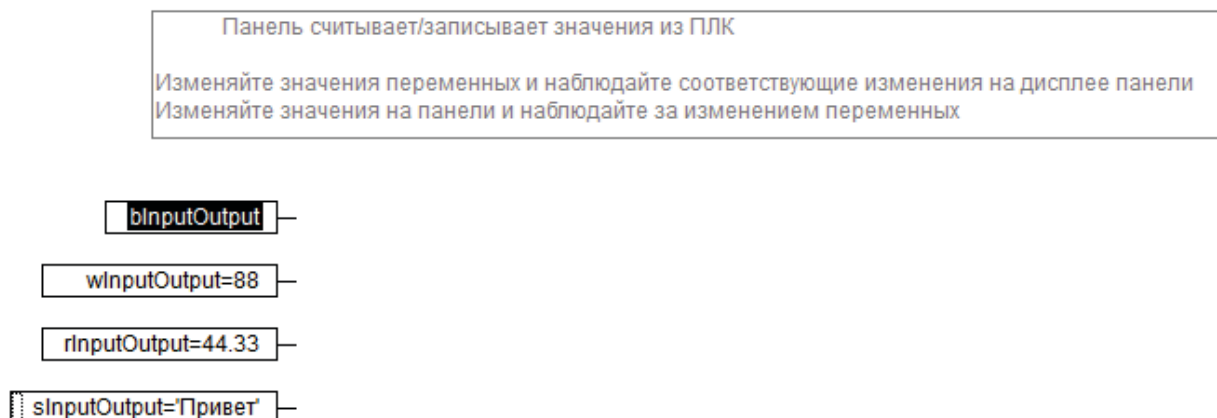 Панель считывает/записывает значения из ПЛК
Изменяйте значения переменных и наблюдайте соответствующие изменения на дисплее панели
Изменяйте значения на панели и наблюдайте за изменением переменных
bInputOutput
wInputOutput=88
rInputOutput=44.33
sInputOutput='Привет'